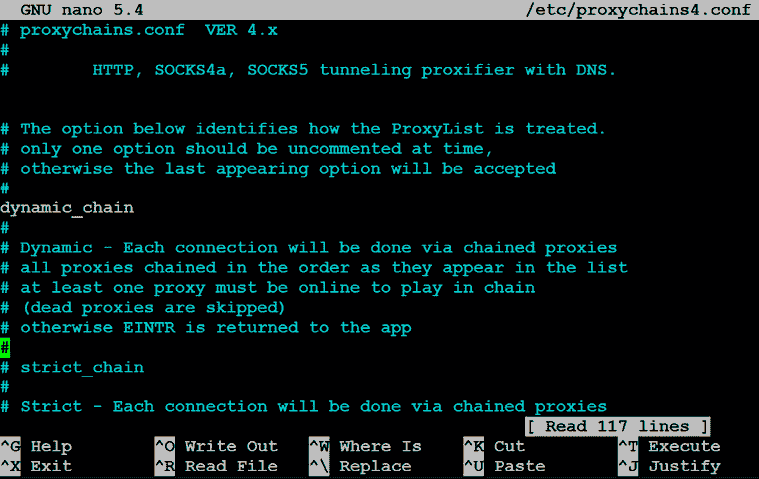 GNU nano 5.4 /etc/proxychains4.conf
# proxychains.conf  VER 4.x
#
#        HTTP, SOCKS4a, SOCKS5 tunneling proxifier with DNS.
# The option below identifies how the ProxyList is treated.
# only one option should be uncommented at time,
# otherwise the last appearing option will be accepted
#
dynamic_chain
#
# Dynamic - Each connection will be done via chained proxies
# all proxies chained in the order as they appear in the list
# at least one proxy must be online to play in chain
# (dead proxies are skipped)
# otherwise EINTR is returned to the app
#
# strict_chain
#
# Strict - Each connection will be done via chained proxies
[ Read 117 lines ]
^G Help ^O Write Out ^W Where Is ^K Cut ^T Execute
^X Exit ^R Read File ^\ Replace ^U Paste ^J Justify